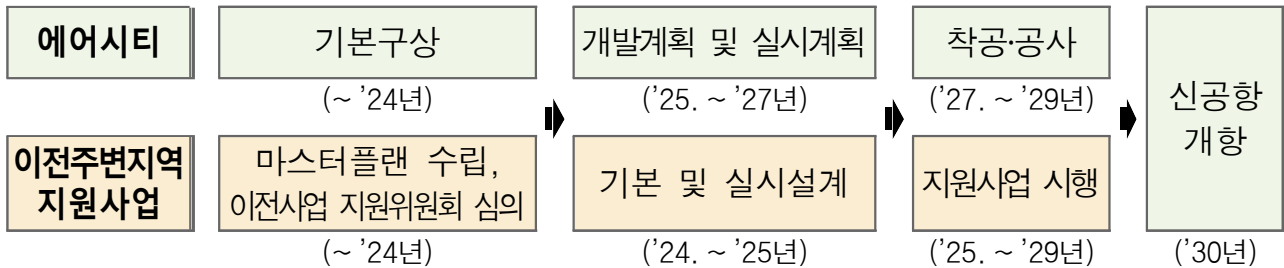 에어시티
기본구상
개발계획 및 실시계획
착공·공사
(~ ’24년)
(’25. ~ ’27년)
(’27. ~ ’29년)
신공항
개항
이전주변지역
지원사업
마스터플랜 수립,
이전사업 지원위원회 심의
기본 및 실시설계
지원사업 시행
(~ ’24년)
(’24. ~ ’25년)
(’25. ~ ’29년)
(’30년)